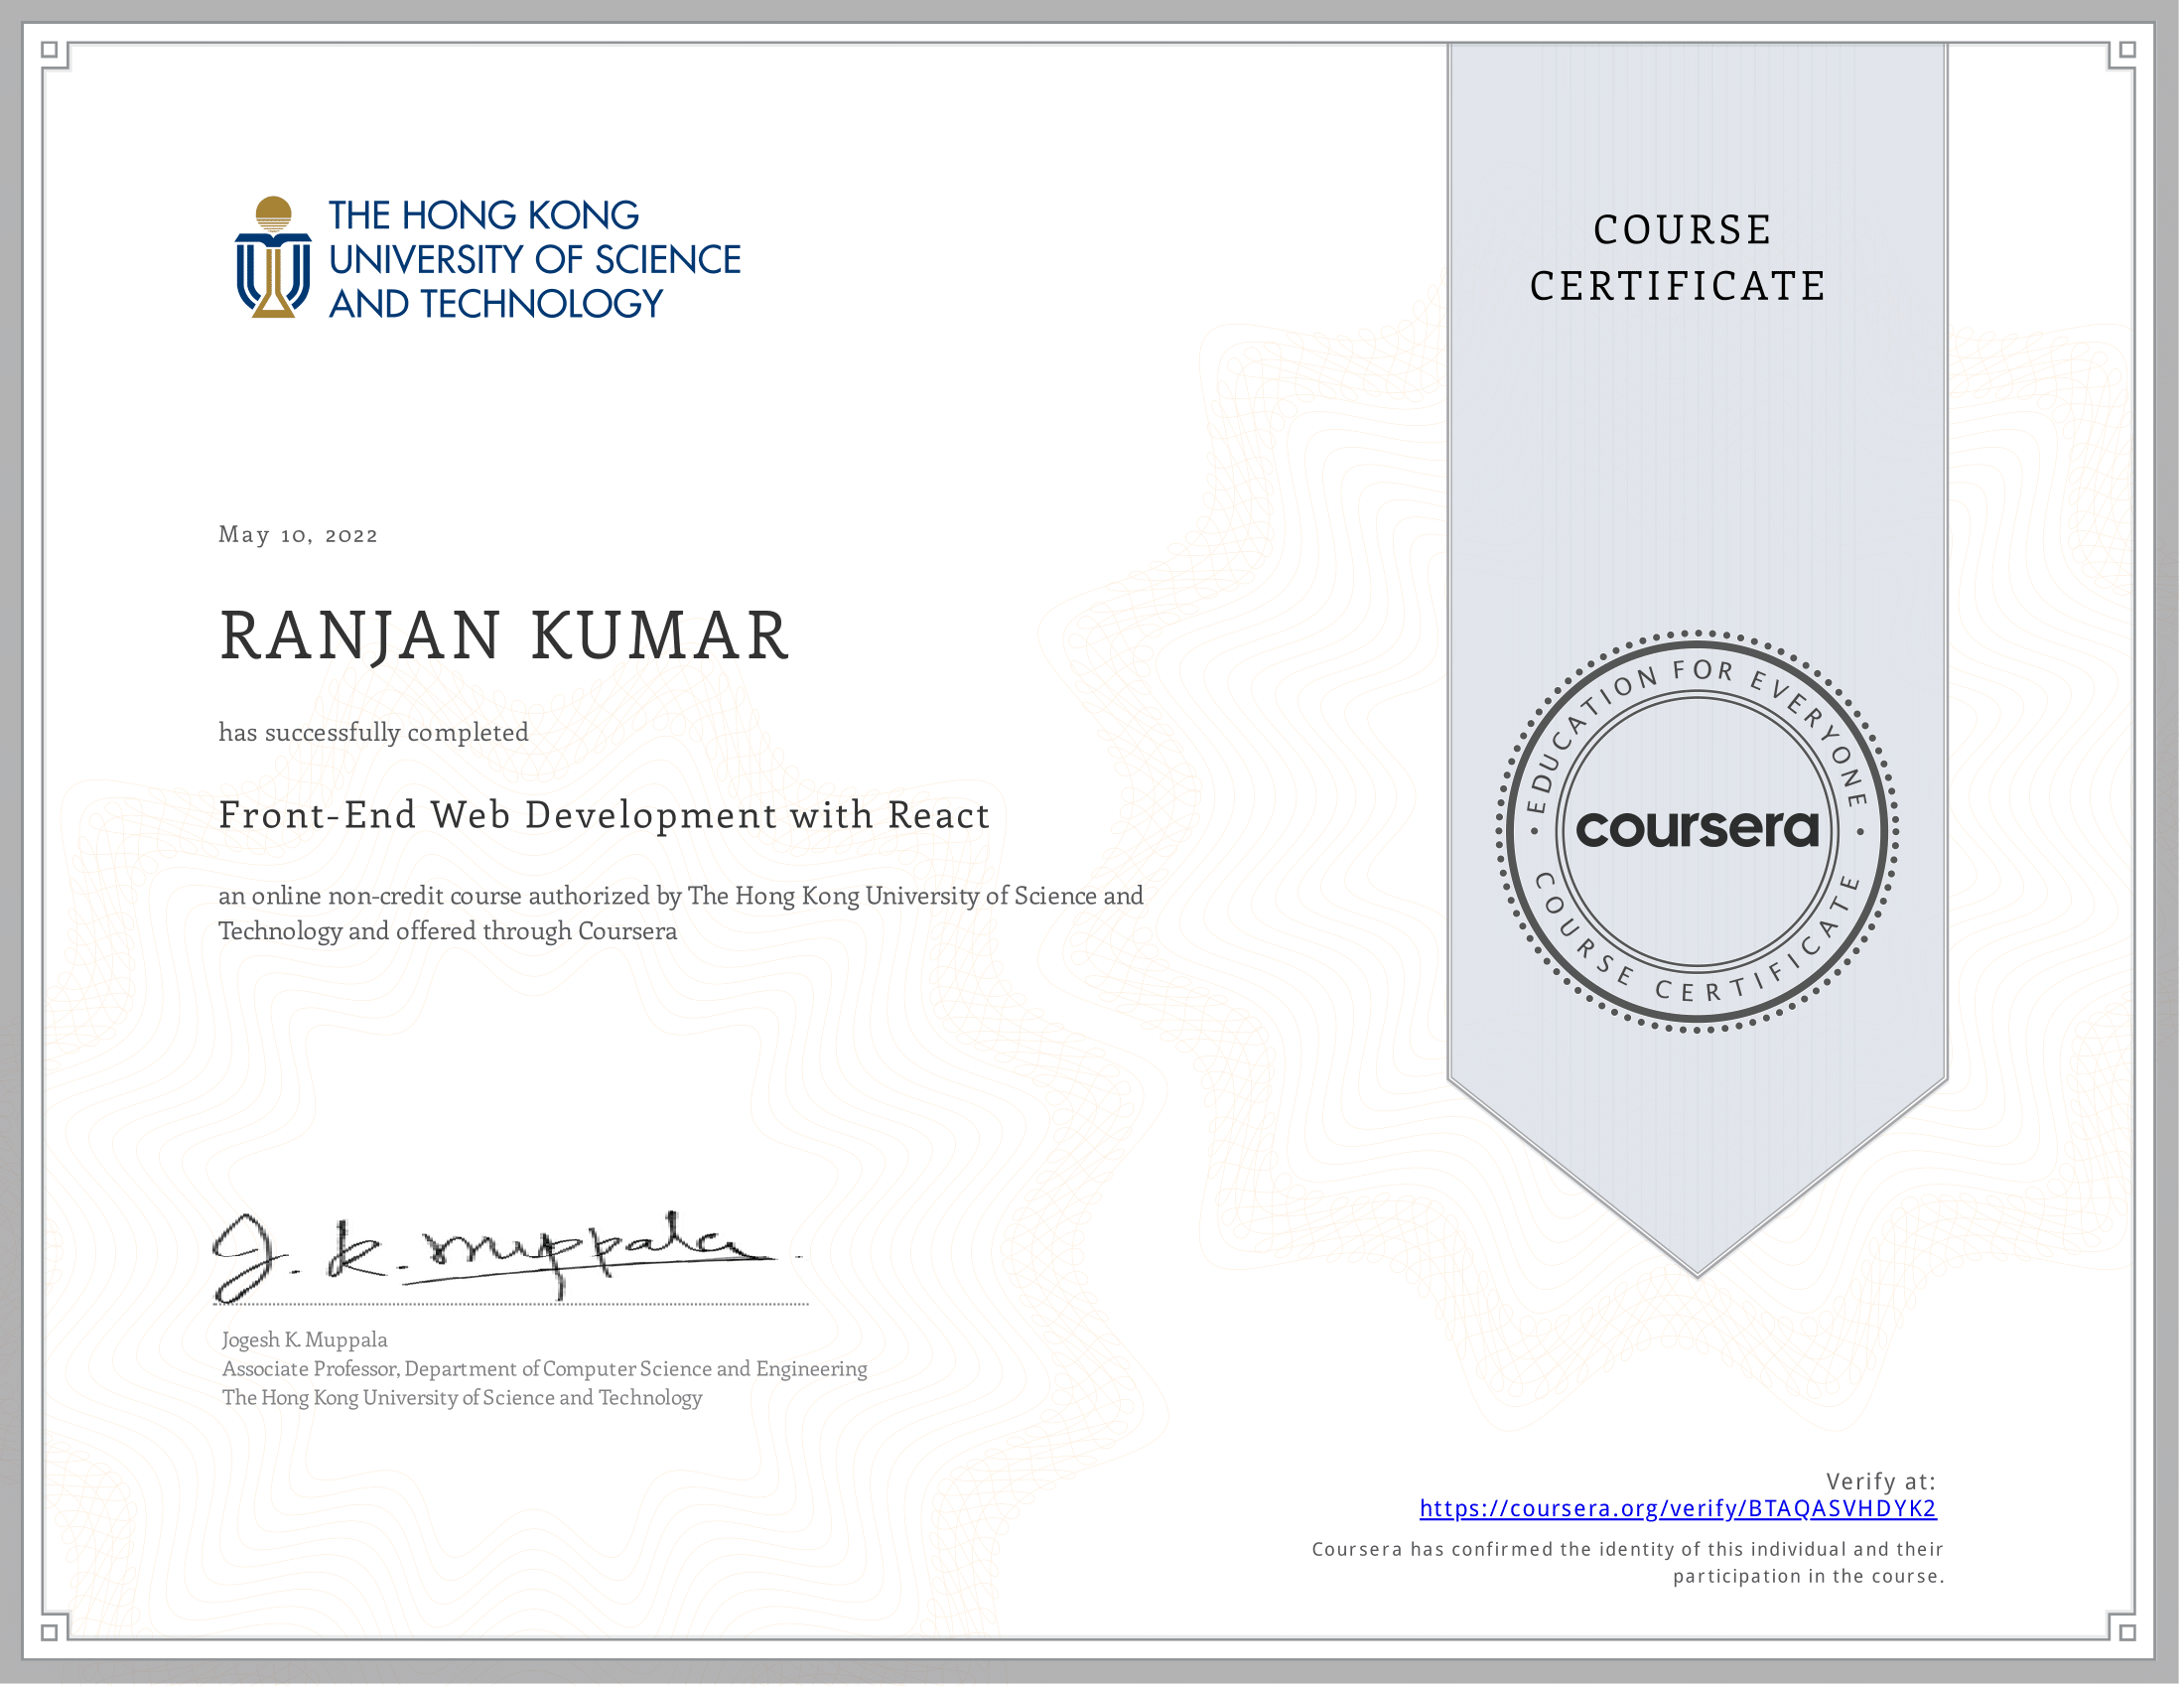 THE HONG KONG
UNIVERSITY OF SCIENCE
AND TECHNOLOGY
COURSE
CERTIFICATE
May 10, 2022
RANJAN KUMAR
has successfully completed
Front-End Web Development with React
an online non-credit course authorized by The Hong Kong University of Science and
Technology and offered through Coursera
EDUCATION FOR EVERYONE
coursera
COURSE CERTIFICATE
J. K. Muppala
Jogesh K. Muppala
Associate Professor, Department of Computer Science and Engineering
The Hong Kong University of Science and Technology
Verify at:
https://coursera.org/verify/BTAQASVHDYK2
Coursera has confirmed the identity of this individual and their
participation in the course.